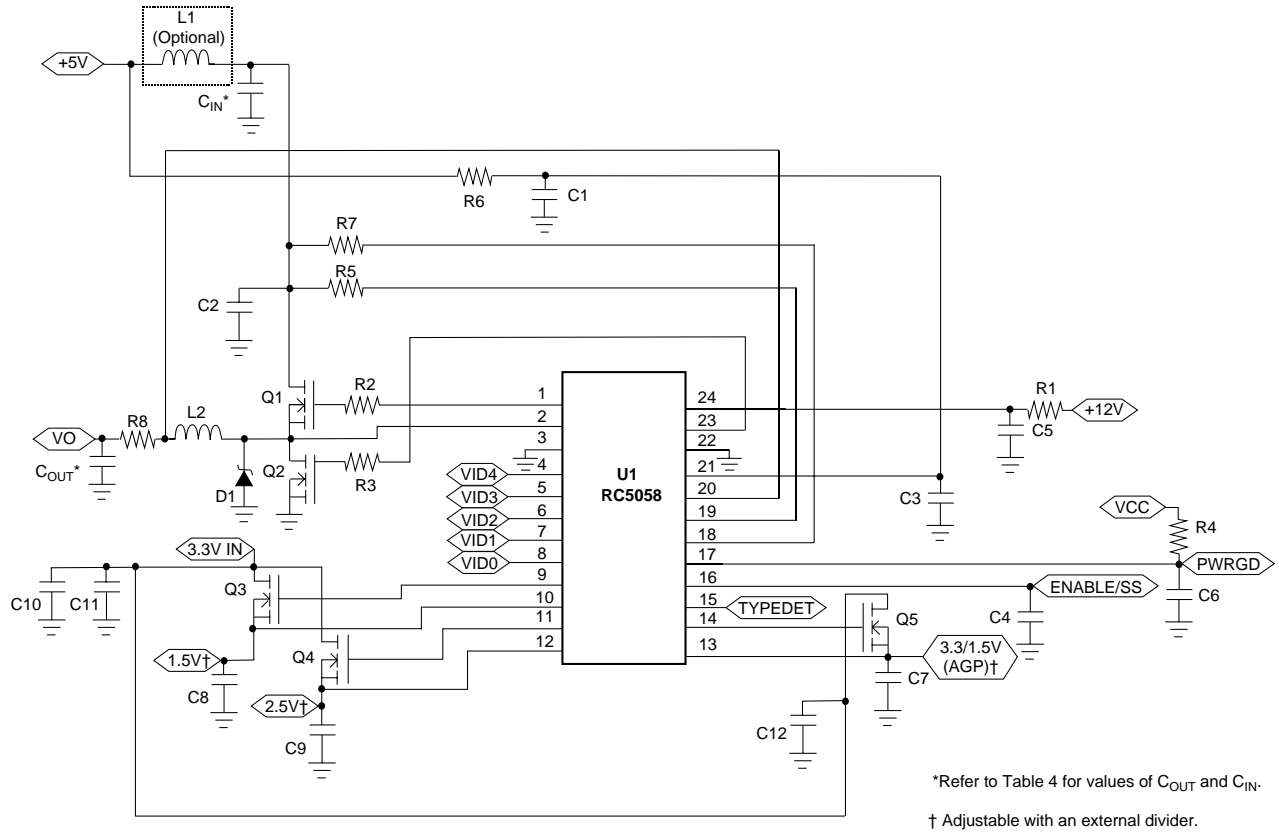 L1
(Optional)
+5V
C_IN*
R6
C1
R7
R5
C2
Q1
R2
VO
R8
L2
C_OUT*
D1
Q2
R3
1
2
3
4
5
6
7
8
9
10
11
12
U1
RC5058
24
23
22
21
20
19
18
17
16
15
14
13
R1
+12V
C5
C3
VCC
R4
PWRGD
C6
ENABLE/SS
C4
TYPEDET
Q5
3.3/1.5V
(AGP)†
C7
C12
VID4
VID3
VID2
VID1
VID0
3.3V IN
C10
C11
Q3
1.5V†
C8
Q4
2.5V†
C9
*Refer to Table 4 for values of C_OUT and C_IN.
† Adjustable with an external divider.